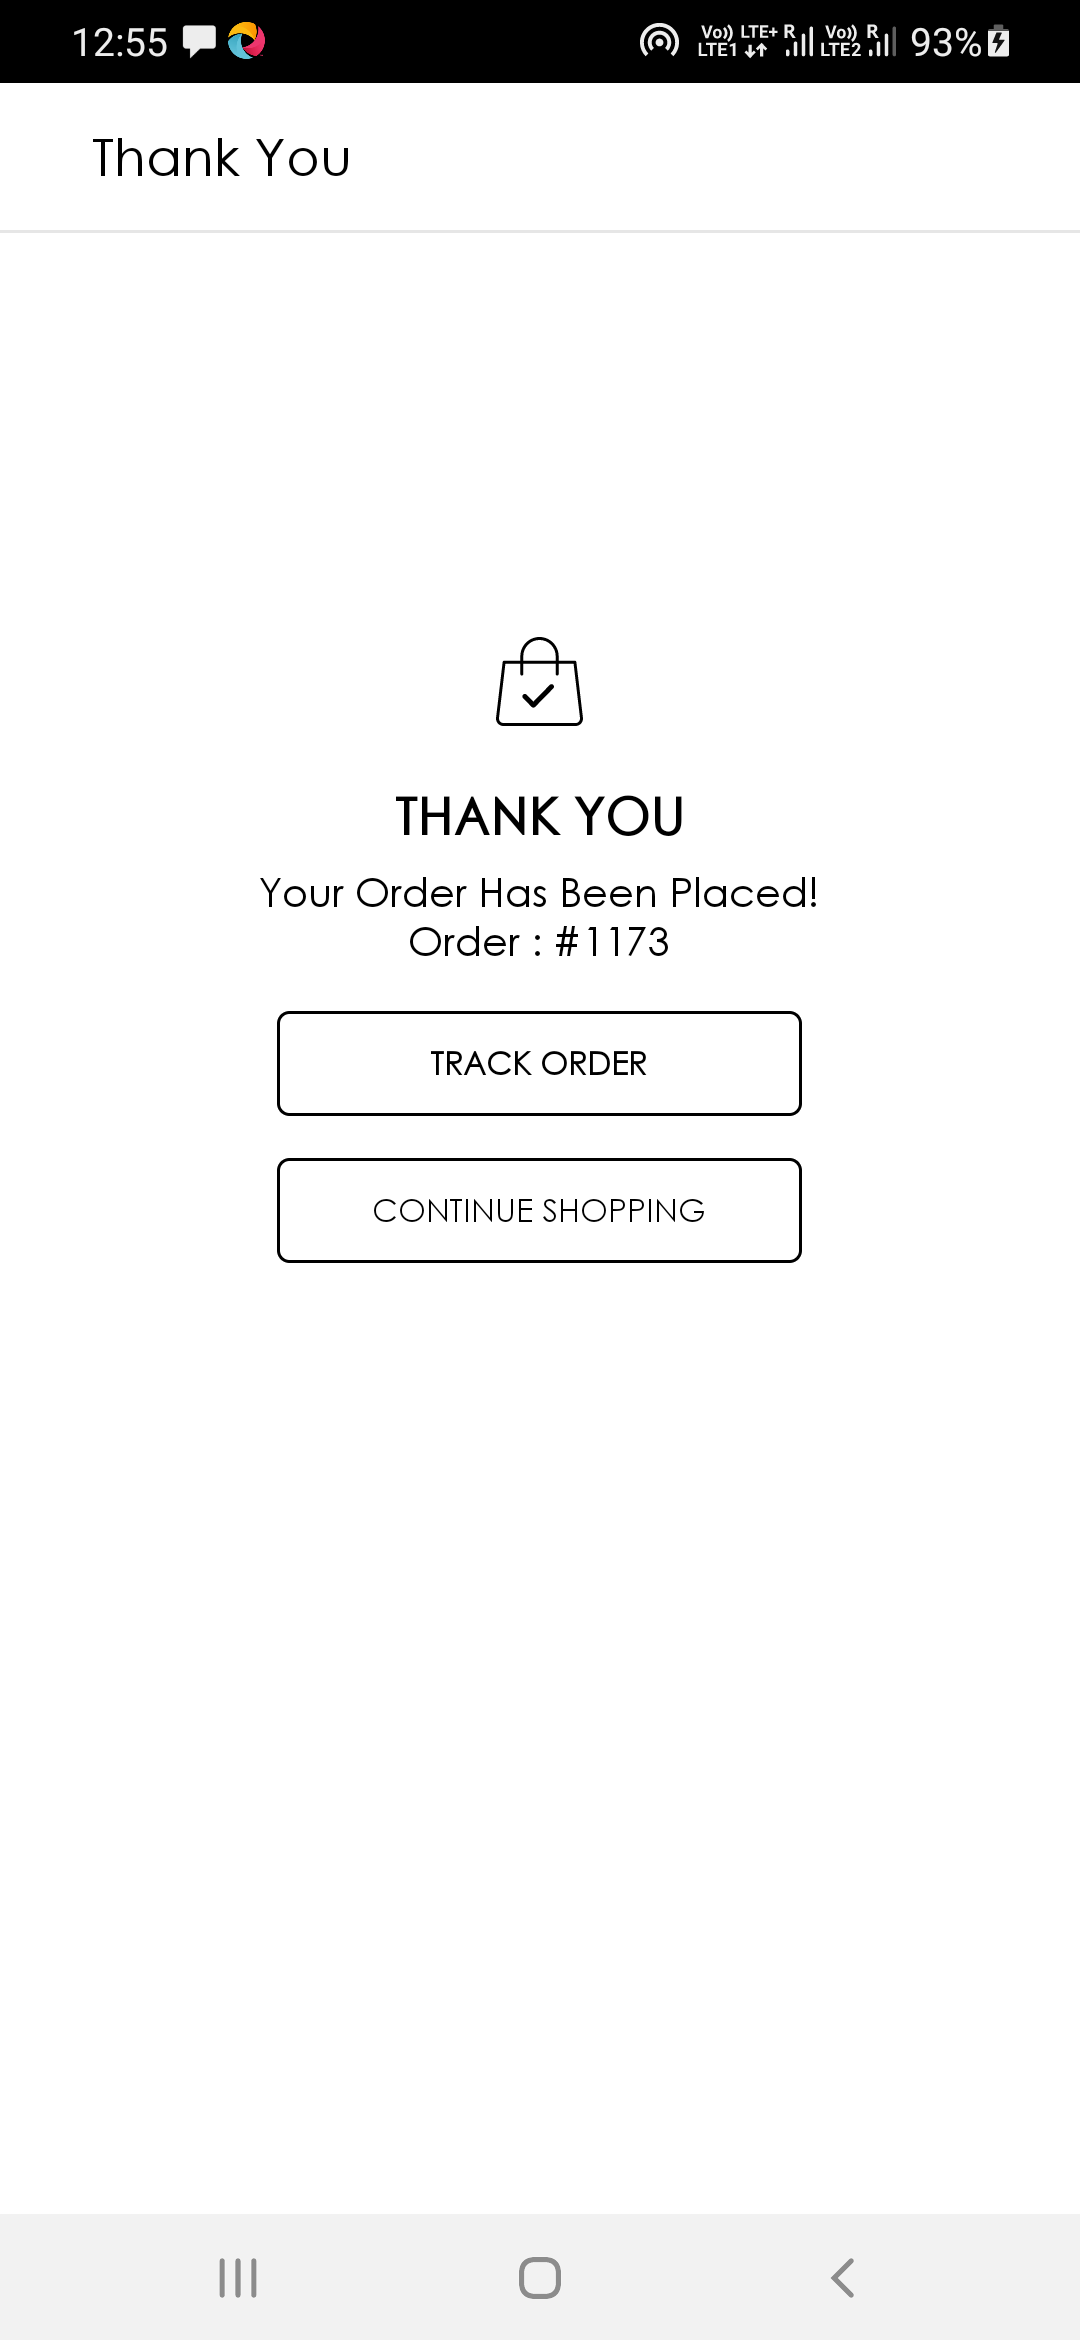 12:55
Vo)) LTE+ R Vo)) R 93%
LTE1 LTE2
Thank You
THANK YOU
Your Order Has Been Placed!
Order : #1173
TRACK ORDER
CONTINUE SHOPPING